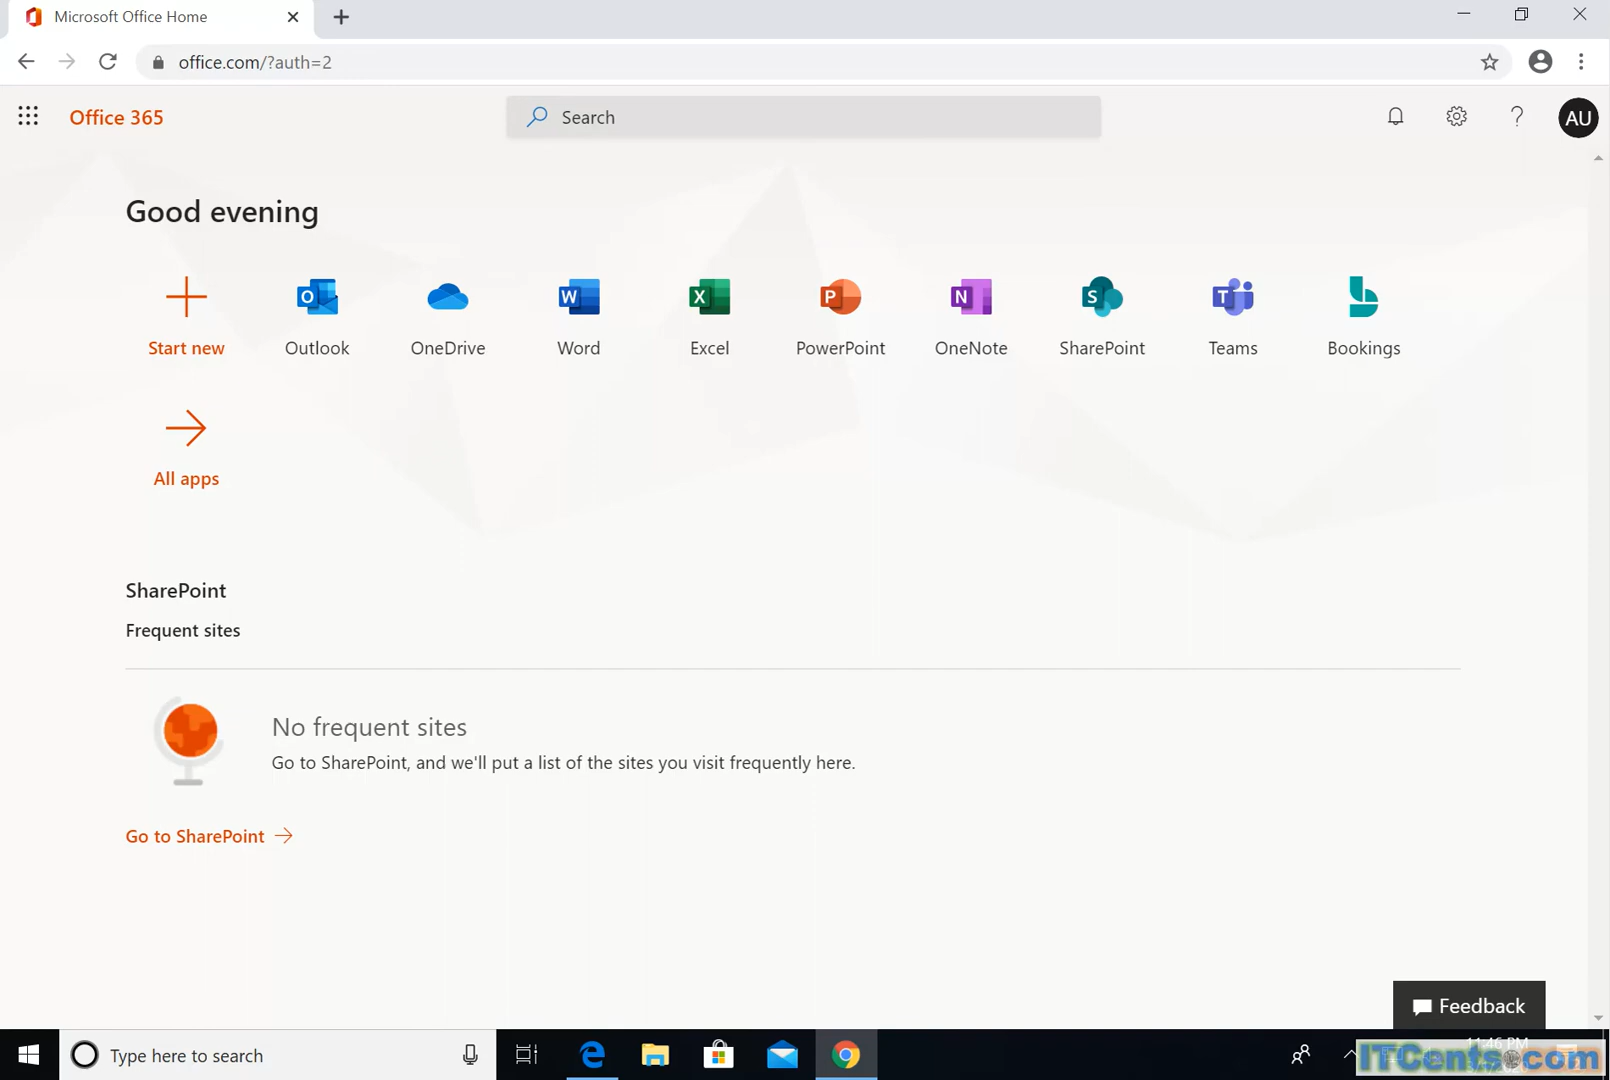 Microsoft Office Home
office.com/?auth=2
Office 365
Search
AU
Good evening
Start new
Outlook
OneDrive
Word
Excel
PowerPoint
OneNote
SharePoint
Teams
Bookings
All apps
SharePoint
Frequent sites
No frequent sites
Go to SharePoint, and we'll put a list of the sites you visit frequently here.
Go to SharePoint
Feedback
Type here to search
11:46 PM
ITCents.com